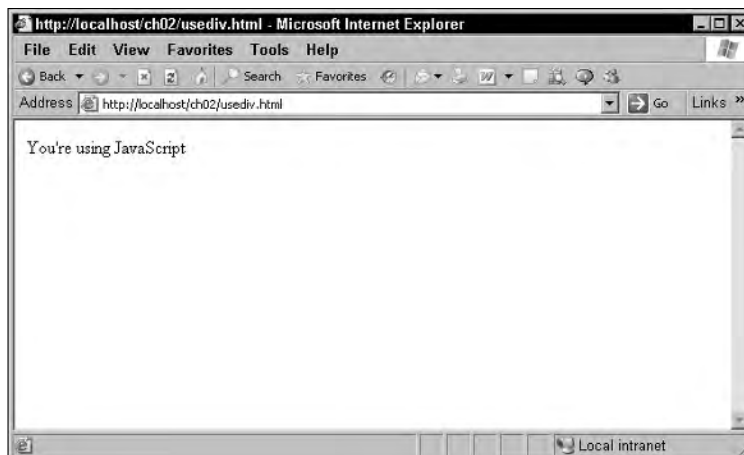 http://localhost/ch02/usediv.html - Microsoft Internet Explorer
File Edit View Favorites Tools Help
Back Search Favorites
Address http://localhost/ch02/usediv.html Go Links »
You're using JavaScript
Local intranet